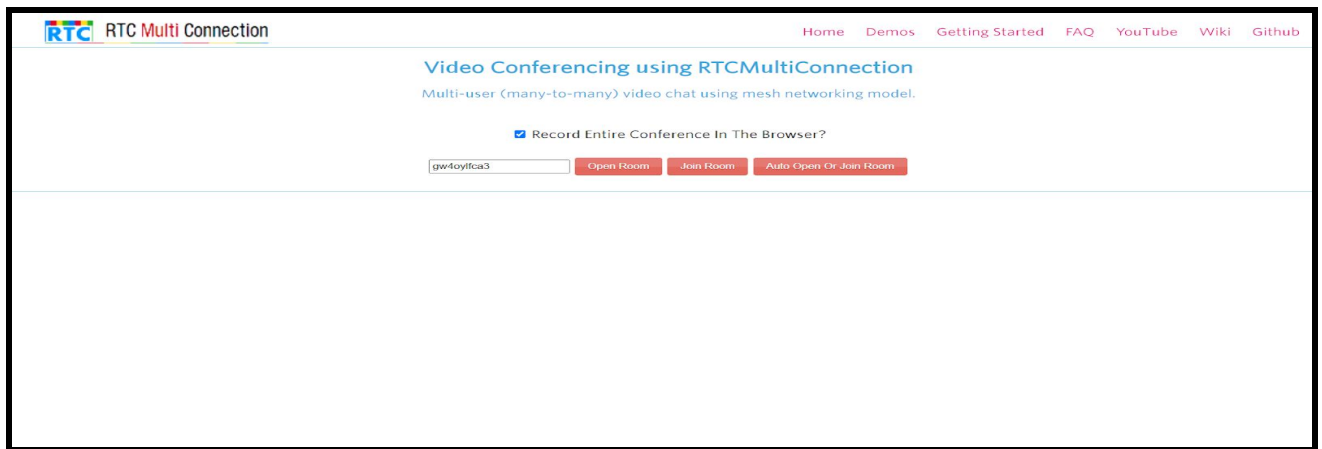 RTC RTC Multi Connection
Home Demos Getting Started FAQ YouTube Wiki Github
Video Conferencing using RTCMultiConnection
Multi-user (many-to-many) video chat using mesh networking model.
Record Entire Conference In The Browser?
gw4oylfca3 Open Room Join Room Auto Open Or Join Room